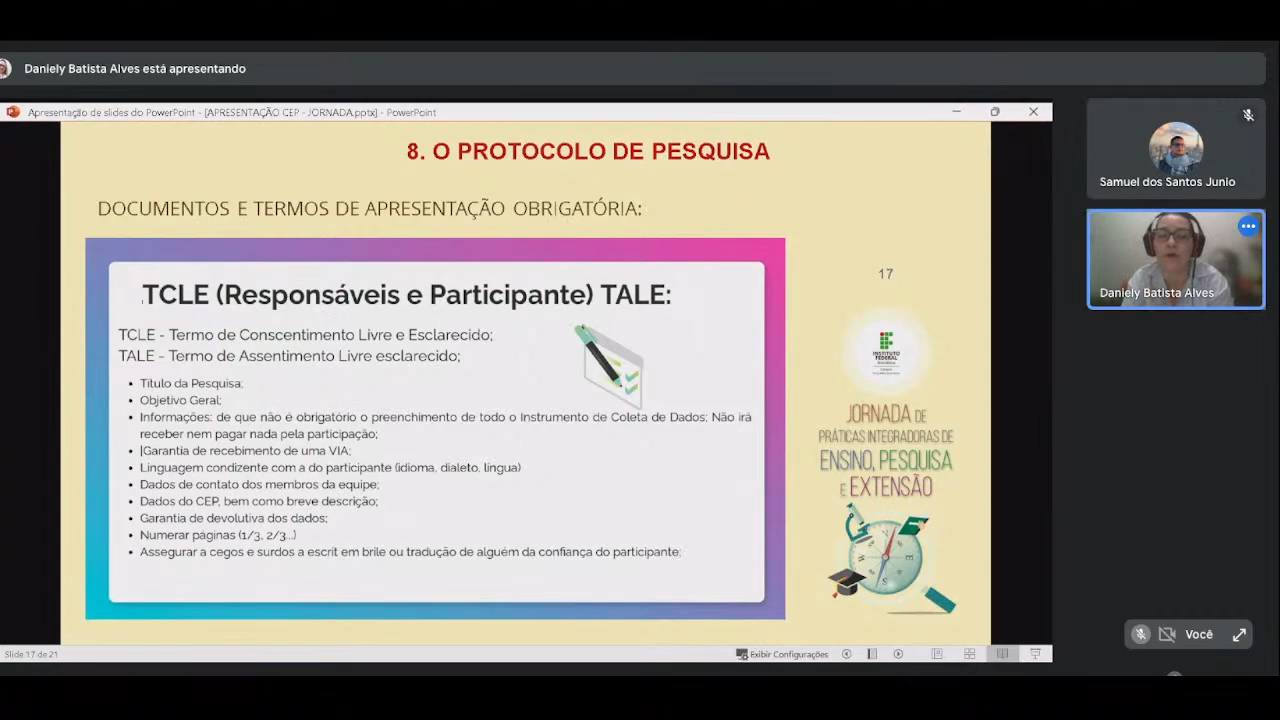 Daniely Batista Alves está apresentando
Apresentação de slides do PowerPoint - [APRESENTAÇÃO CEP - JORNADA.pptx] - PowerPoint
8. O PROTOCOLO DE PESQUISA
DOCUMENTOS E TERMOS DE APRESENTAÇÃO OBRIGATÓRIA:
TCLE (Responsáveis e Participante) TALE:
TCLE - Termo de Conscentimento Livre e Esclarecido;
TALE - Termo de Assentimento Livre esclarecido;
• Titulo da Pesquisa;
• Objetivo Geral;
• Informações: de que não é obrigatório o preenchimento de todo o Instrumento de Coleta de Dados; Não irá
receber nem pagar nada pela participação;
• |Garantia de recebimento de uma VIA;
• Linguagem condizente com a do participante (idioma, dialeto, lingua)
• Dados de contato dos membros da equipe;
• Dados do CEP, bem como breve descrição;
• Garantia de devolutiva dos dados;
• Numerar páginas (1/3, 2/3...)
• Assegurar a cegos e surdos a escrit em brile ou tradução de alguém da confiança do participante;
17
INSTITUTO
FEDERAL
JORNADA DE
PRÁTICAS INTEGRADORAS DE
ENSINO, PESQUISA
E EXTENSÃO
Samuel dos Santos Junio
Daniely Batista Alves
Você
Slide 17 de 21
Exibir Configurações